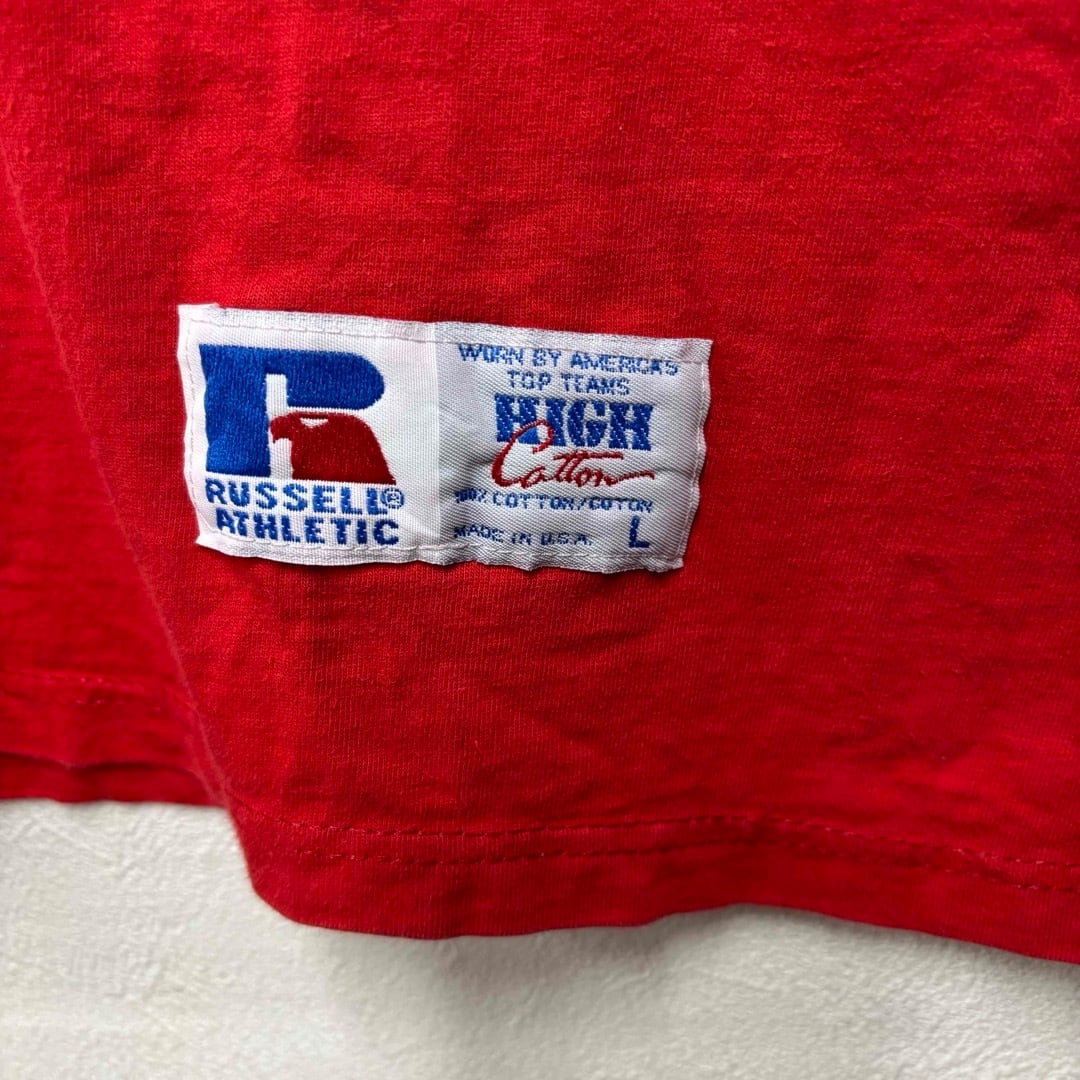 RUSSELL®
ATHLETIC
WORN BY AMERICA'S
TOP TEAMS
HIGH
Cotton
100% COTTON/COTON
MADE IN U.S.A. L